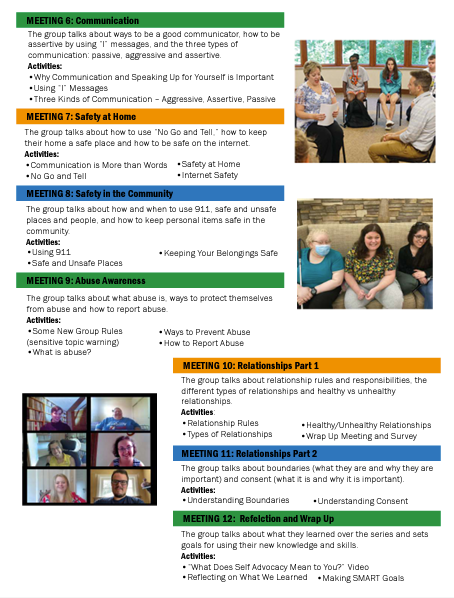 MEETING 6: Communication
The group talks about ways to be a good communicator, how to be
assertive by using "I" messages, and the three types of
communication: passive, aggressive and assertive.
Activities:
•Why Communication and Speaking Up for Yourself is Important
•Using "I" Messages
•Three Kinds of Communication – Aggressive, Assertive, Passive
MEETING 7: Safety at Home
The group talks about how to use "No Go and Tell," how to keep
their home a safe place and how to be safe on the internet.
Activities:
•Communication is More than Words
•No Go and Tell
•Safety at Home
•Internet Safety
MEETING 8: Safety in the Community
The group talks about how and when to use 911, safe and unsafe
places and people, and how to keep personal items safe in the
community.
Activities:
•Using 911
•Safe and Unsafe Places
•Keeping Your Belongings Safe
MEETING 9: Abuse Awareness
The group talks about what abuse is, ways to protect themselves
from abuse and how to report abuse.
Activities:
•Some New Group Rules
(sensitive topic warning)
•What is abuse?
•Ways to Prevent Abuse
•How to Report Abuse
MEETING 10: Relationships Part 1
The group talks about relationship rules and responsibilities, the
different types of relationships and healthy vs unhealthy
relationships.
Activities:
•Relationship Rules
•Types of Relationships
•Healthy/Unhealthy Relationships
•Wrap Up Meeting and Survey
MEETING 11: Relationships Part 2
The group talks about boundaries (what they are and why they are
important) and consent (what it is and why it is important).
Activities:
•Understanding Boundaries
•Understanding Consent
MEETING 12: Refelction and Wrap Up
The group talks about what they learned over the series and sets
goals for using their new knowledge and skills.
Activities:
•"What Does Self Advocacy Mean to You?" Video
•Reflecting on What We Learned
•Making SMART Goals